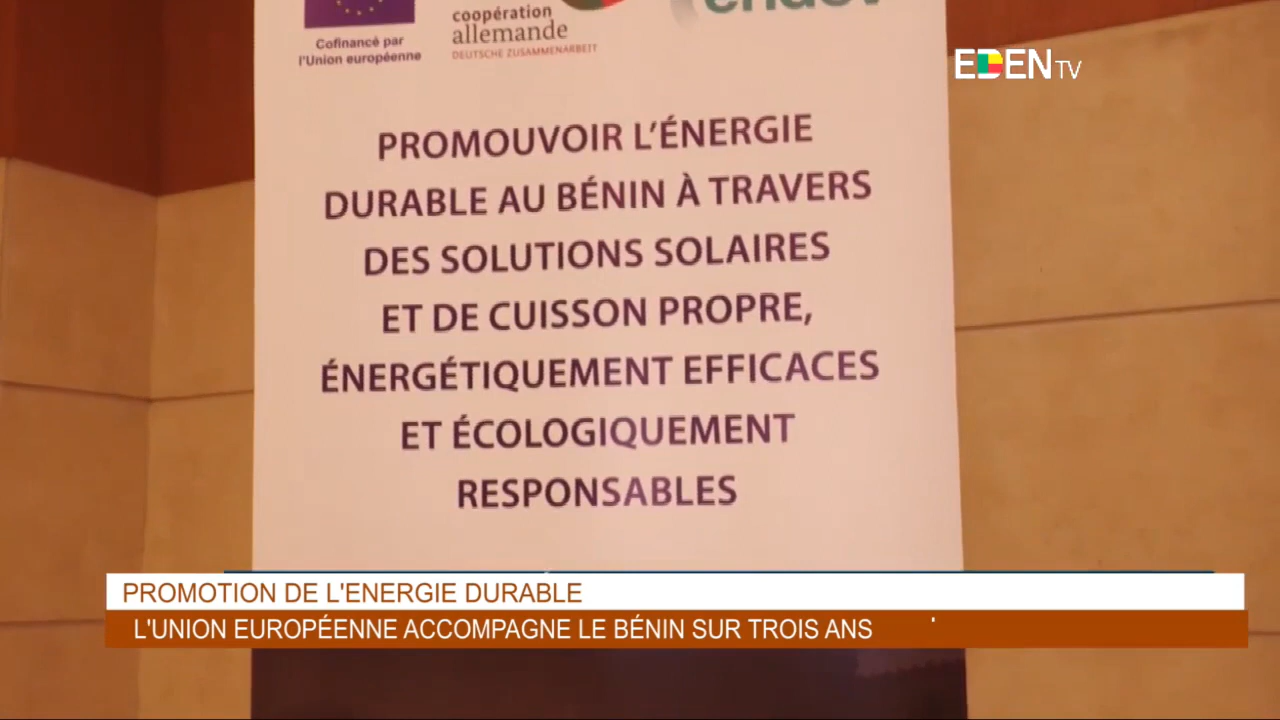 Cofinancé par
l'Union européenne
coopération
allemande
DEUTSCHE ZUSAMMENARBEIT
EDEN TV
PROMOUVOIR L'ÉNERGIE
DURABLE AU BÉNIN À TRAVERS
DES SOLUTIONS SOLAIRES
ET DE CUISSON PROPRE,
ÉNERGÉTIQUEMENT EFFICACES
ET ÉCOLOGIQUEMENT
RESPONSABLES
PROMOTION DE L'ENERGIE DURABLE
L'UNION EUROPÉENNE ACCOMPAGNE LE BÉNIN SUR TROIS ANS